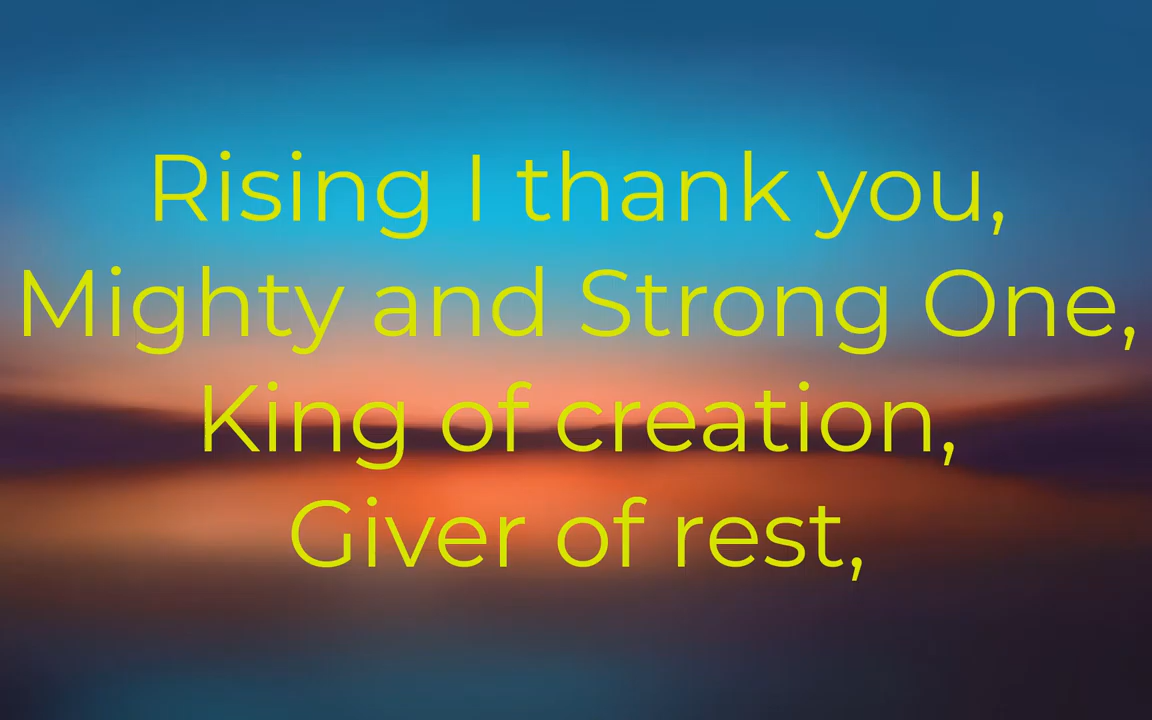 Rising I thank you,
Mighty and Strong One,
King of creation,
Giver of rest,